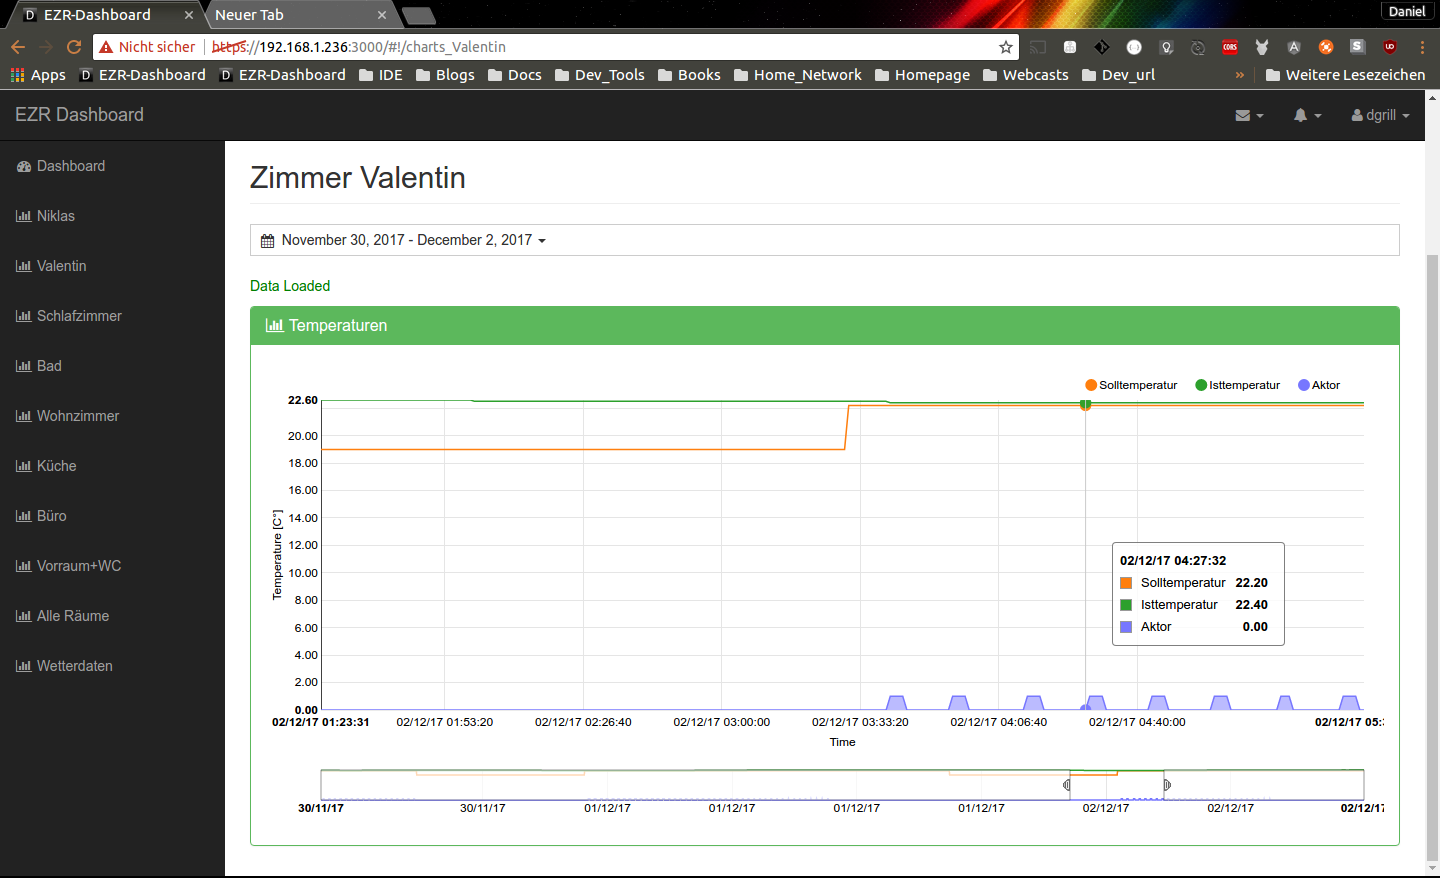 Daniel
EZR-Dashboard
Neuer Tab
Nicht sicher https://192.168.1.236:3000/#!/charts_Valentin
Apps EZR-Dashboard EZR-Dashboard IDE Blogs Docs Dev_Tools Books Home_Network Homepage Webcasts Dev_url » Weitere Lesezeichen
EZR Dashboard
dgrill
Dashboard
Niklas
Valentin
Schlafzimmer
Bad
Wohnzimmer
Küche
Büro
Vorraum+WC
Alle Räume
Wetterdaten
Zimmer Valentin
November 30, 2017 - December 2, 2017
Data Loaded
Temperaturen
Solltemperatur Isttemperatur Aktor
22.60
20.00
18.00
16.00
14.00
12.00
10.00
8.00
6.00
4.00
2.00
0.00
Temperature [C°]
02/12/17 04:27:32
Solltemperatur 22.20
Isttemperatur 22.40
Aktor 0.00
02/12/17 01:23:31 02/12/17 01:53:20 02/12/17 02:26:40 02/12/17 03:00:00 02/12/17 03:33:20 02/12/17 04:06:40 02/12/17 04:40:00 02/12/17 05:
Time
30/11/17 30/11/17 01/12/17 01/12/17 01/12/17 01/12/17 02/12/17 02/12/17 02/12/17